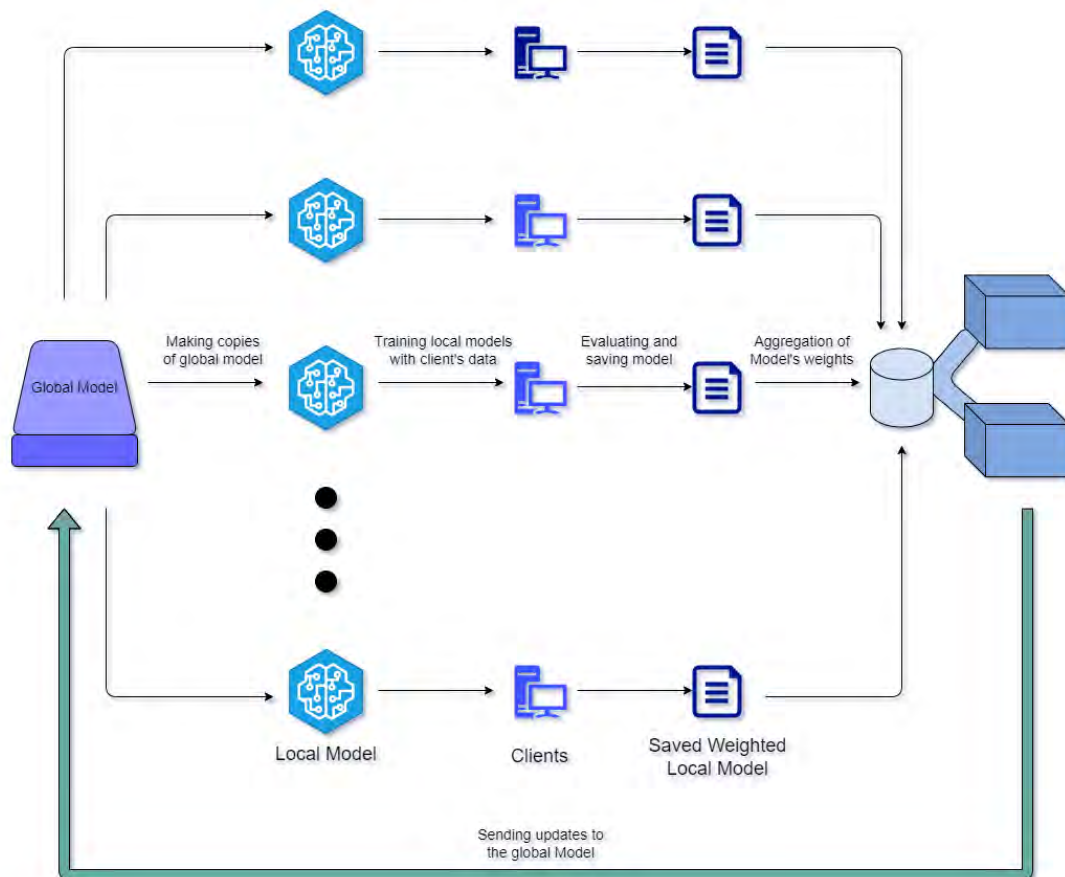 Making copies
of global model
Training local models
with client's data
Evaluating and
saving model
Aggregation of
Model's weights
Global Model
Local Model
Clients
Saved Weighted
Local Model
Sending updates to
the global Model